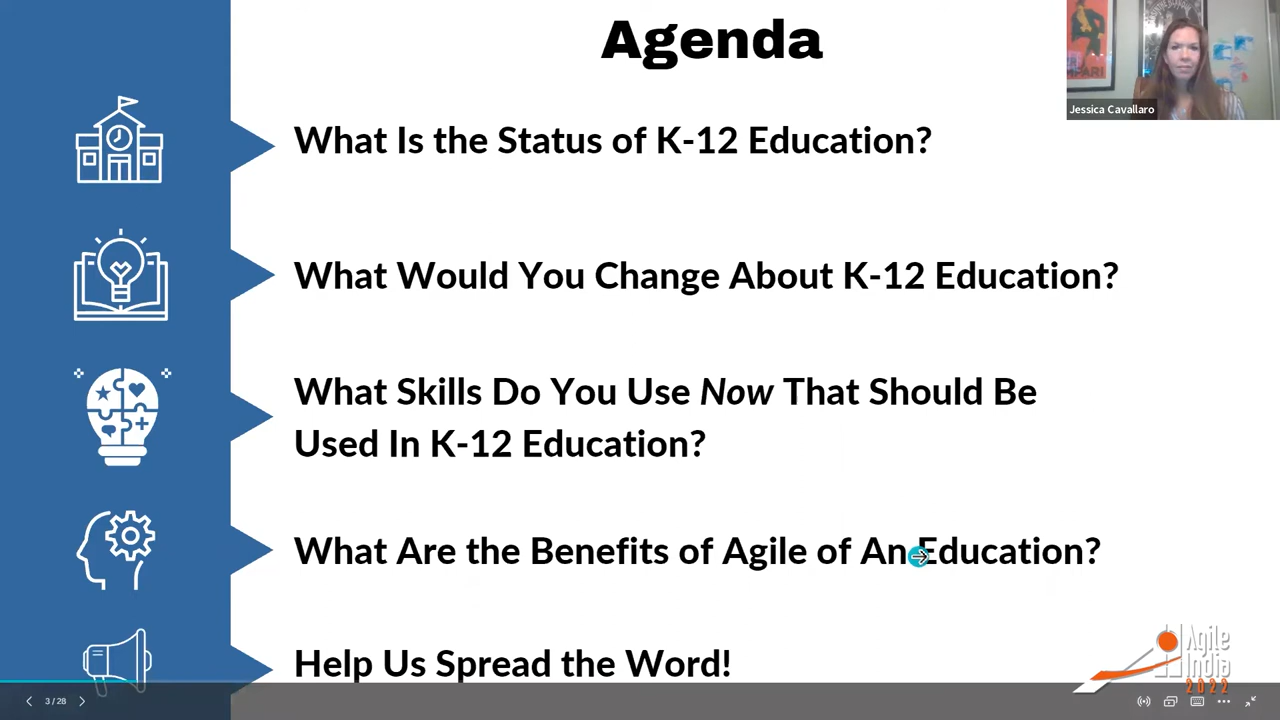 Agenda
MPARI
Jessica Cavallaro
What Is the Status of K-12 Education?
What Would You Change About K-12 Education?
What Skills Do You Use Now That Should Be
Used In K-12 Education?
What Are the Benefits of Agile of An Education?
Help Us Spread the Word!
Agile
India
2022
3 / 28